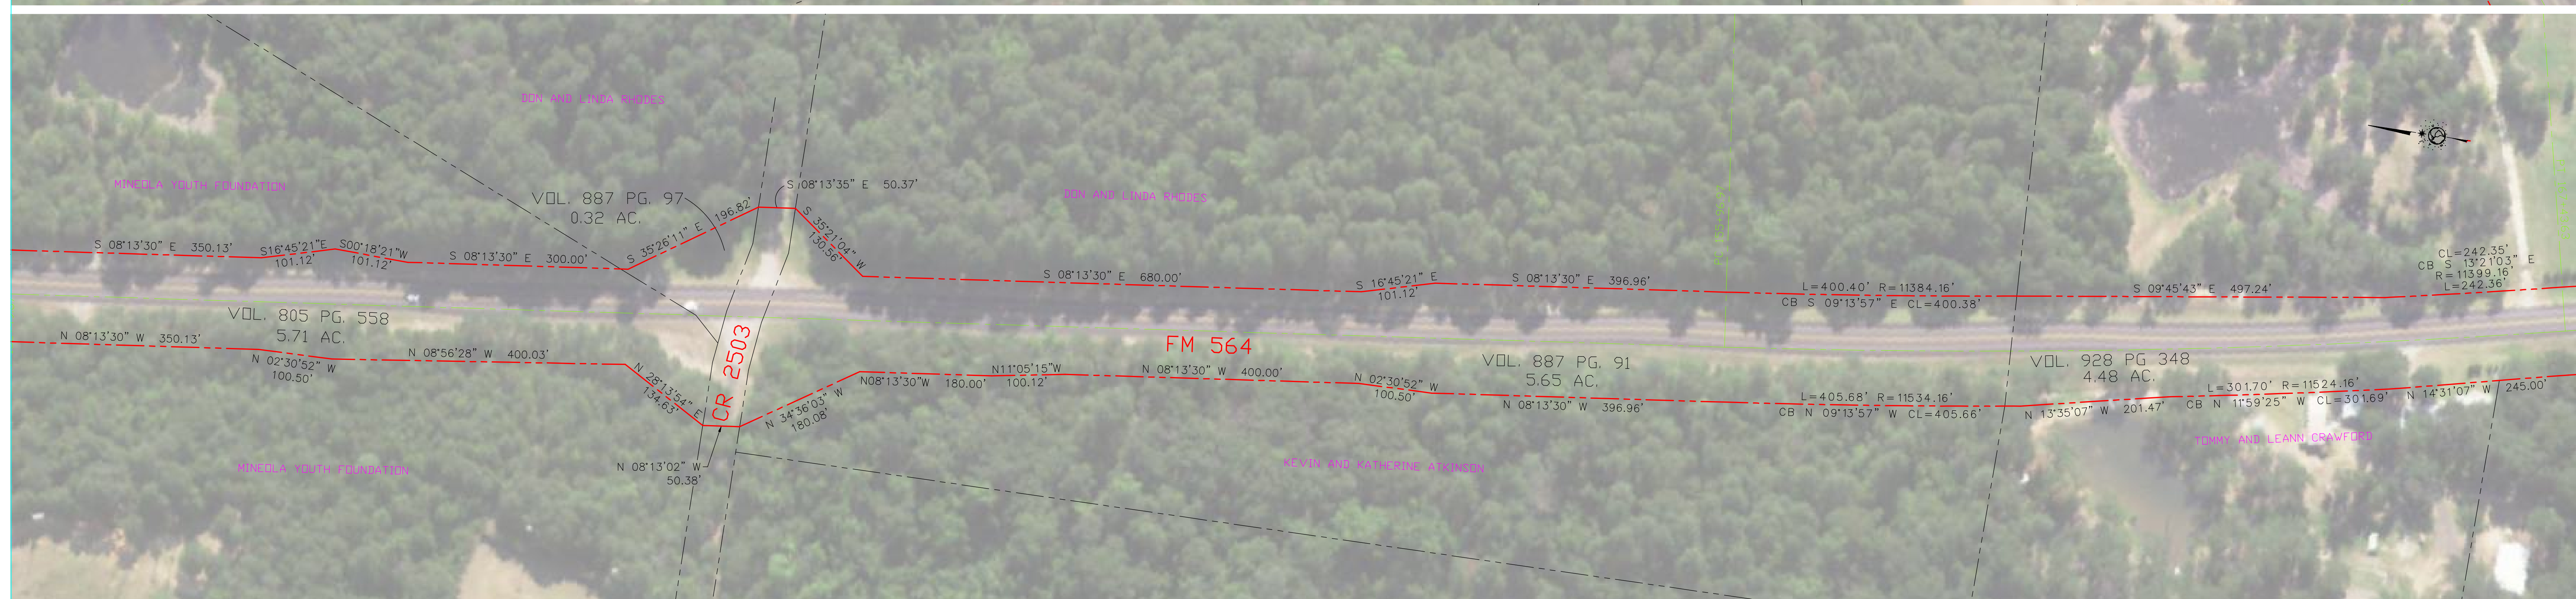 DON AND LINDA RHODES
MINEOLA YOUTH FOUNDATION
VOL. 887 PG. 97
0.32 AC.
S 08°13'35" E 50.37'
DON AND LINDA RHODES
S 08°13'30" E 350.13'
S16°45'21"E
101.12'
S00°18'21"W
101.12'
S 08°13'30" E 300.00'
S 35°26'11" E 196.82'
S 35°21'04" W
130.56'
S 08°13'30" E 680.00'
S 16°45'21" E
101.12'
S 08°13'30" E 396.96'
L=400.40' R=11384.16'
CB S 09°13'57" E CL=400.38'
S 09°45'43" E 497.24'
CL=242.35'
CB S 13°21'03" E
R=11399.16'
L=242.36'
VOL. 805 PG. 558
5.71 AC.
N 08°13'30" W 350.13'
N 02°30'52" W
100.50'
N 08°56'28" W 400.03'
N 28°13'54" E
134.63'
CR 2503
N 34°36'03" W
180.08'
N08°13'30"W 180.00'
N11°05'15"W
100.12'
FM 564
N 08°13'30" W 400.00'
N 02°30'52" W
100.50'
VOL. 887 PG. 91
5.65 AC.
N 08°13'30" W 396.96'
L=405.68' R=11534.16'
CB N 09°13'57" W CL=405.66'
VOL. 928 PG 348
4.48 AC.
N 13°35'07" W 201.47'
L=301.70' R=11524.16'
CB N 11°59'25" W CL=301.69'
N 14°31'07" W 245.00'
TOMMY AND LEANN CRAWFORD
MINEOLA YOUTH FOUNDATION
N 08°13'02" W
50.38'
KEVIN AND KATHERINE ATKINSON